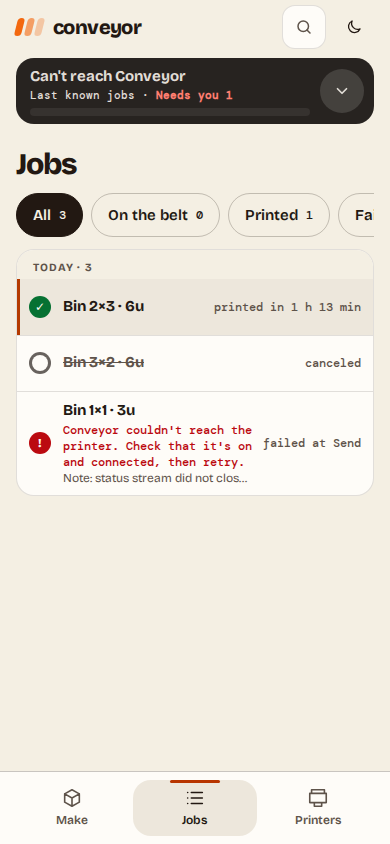 conveyor
Can't reach Conveyor
Last known jobs · Needs you 1
Jobs
All 3
On the belt 0
Printed 1
Fa
TODAY · 3
Bin 2×3 · 6u
printed in 1 h 13 min
Bin 3×2 · 6u
canceled
Bin 1×1 · 3u
Conveyor couldn't reach the
printer. Check that it's on
and connected, then retry.
Note: status stream did not clos…
failed at Send
Make
Jobs
Printers